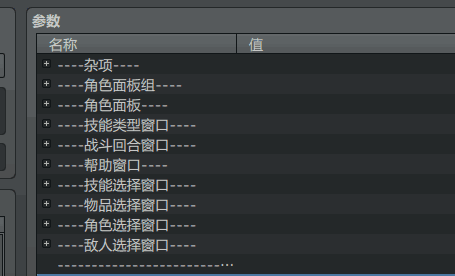 参数
名称 值
----杂项----
----角色面板组----
----角色面板----
----技能类型窗口----
----战斗回合窗口----
----帮助窗口----
----技能选择窗口----
----物品选择窗口----
----角色选择窗口----
----敌人选择窗口----
------------------------…